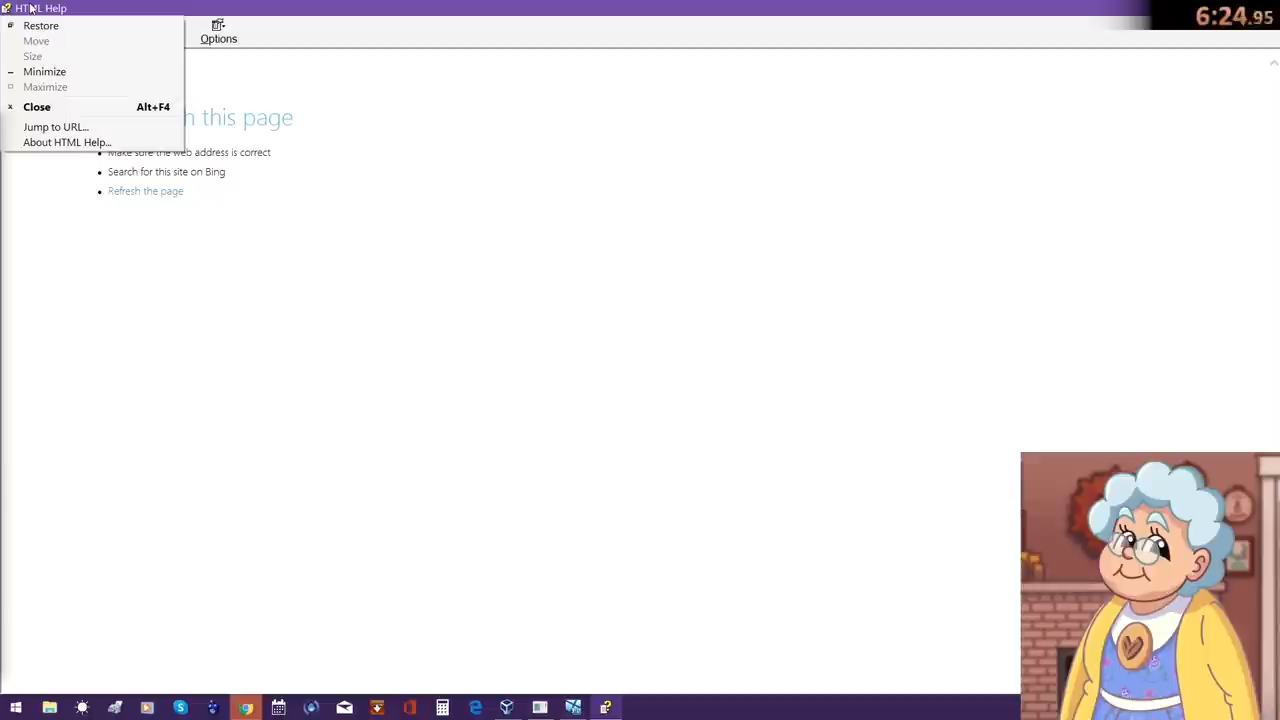 HTML Help
6:24.95
Restore
Move
Size
Minimize
Maximize
Close Alt+F4
Jump to URL...
About HTML Help...
Options
this page
Make sure the web address is correct
Search for this site on Bing
Refresh the page